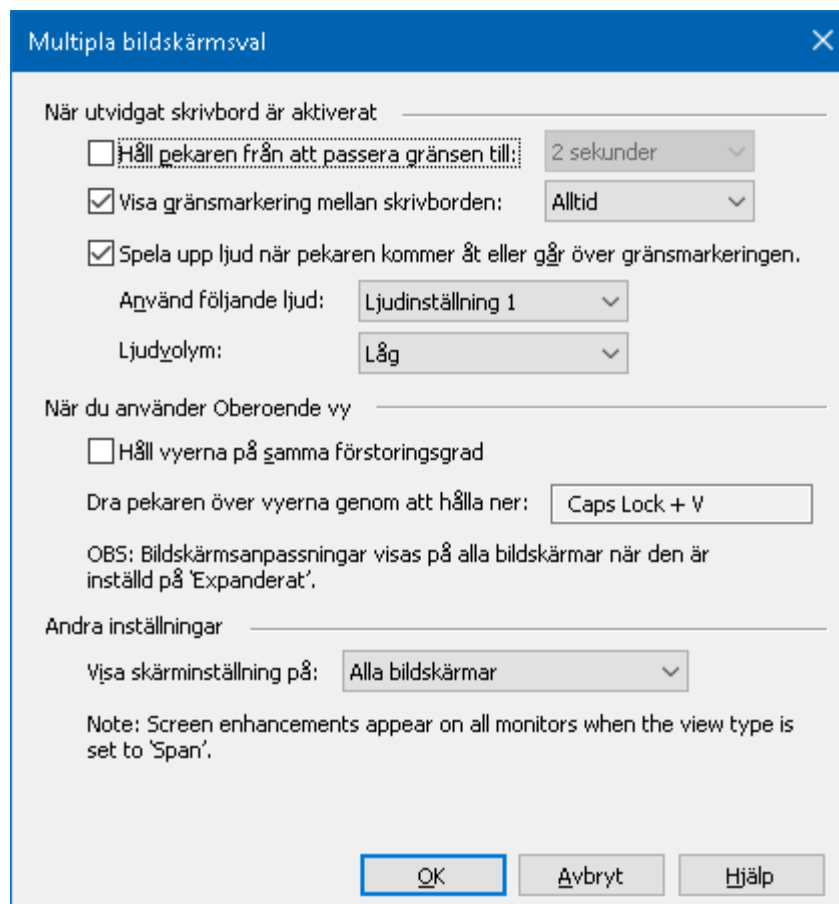 Multipla bildskärmsval
När utvidgat skrivbord är aktiverat
Håll pekaren från att passera gränsen till: 2 sekunder
Visa gränsmarkering mellan skrivborden: Alltid
Spela upp ljud när pekaren kommer åt eller går över gränsmarkeringen.
Använd följande ljud: Ljudinställning 1
Ljudvolym: Låg
När du använder Oberoende vy
Håll vyerna på samma förstoringsgrad
Dra pekaren över vyerna genom att hålla ner: Caps Lock + V
OBS: Bildskärmsanpassningar visas på alla bildskärmar när den är
inställd på 'Expanderat'.
Andra inställningar
Visa skärminställning på: Alla bildskärmar
Note: Screen enhancements appear on all monitors when the view type is
set to 'Span'.
OK Avbryt Hjälp